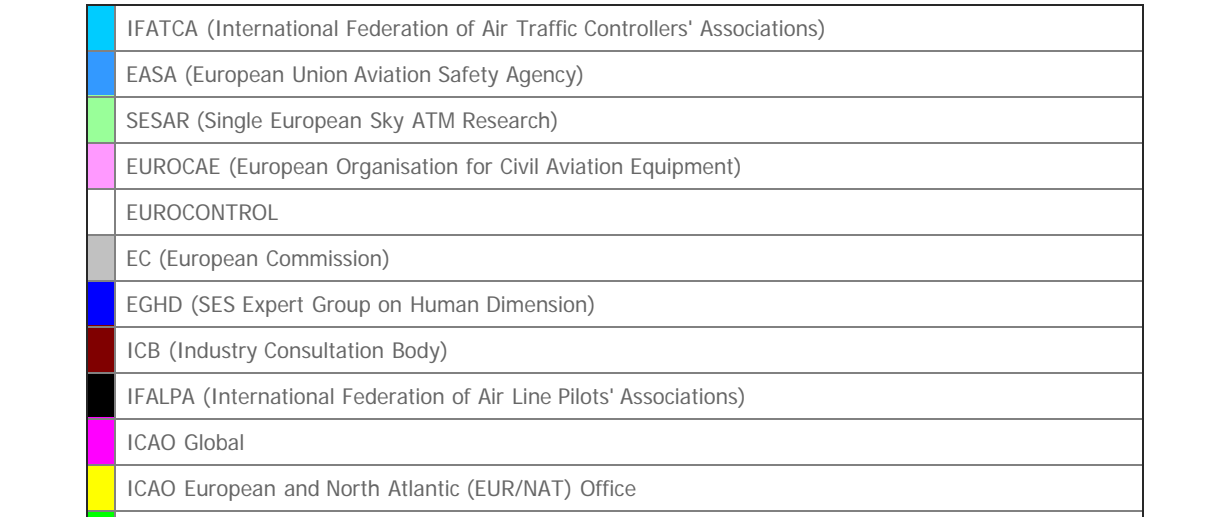 IFATCA (International Federation of Air Traffic Controllers' Associations)
EASA (European Union Aviation Safety Agency)
SESAR (Single European Sky ATM Research)
EUROCAE (European Organisation for Civil Aviation Equipment)
EUROCONTROL
EC (European Commission)
EGHD (SES Expert Group on Human Dimension)
ICB (Industry Consultation Body)
IFALPA (International Federation of Air Line Pilots' Associations)
ICAO Global
ICAO European and North Atlantic (EUR/NAT) Office